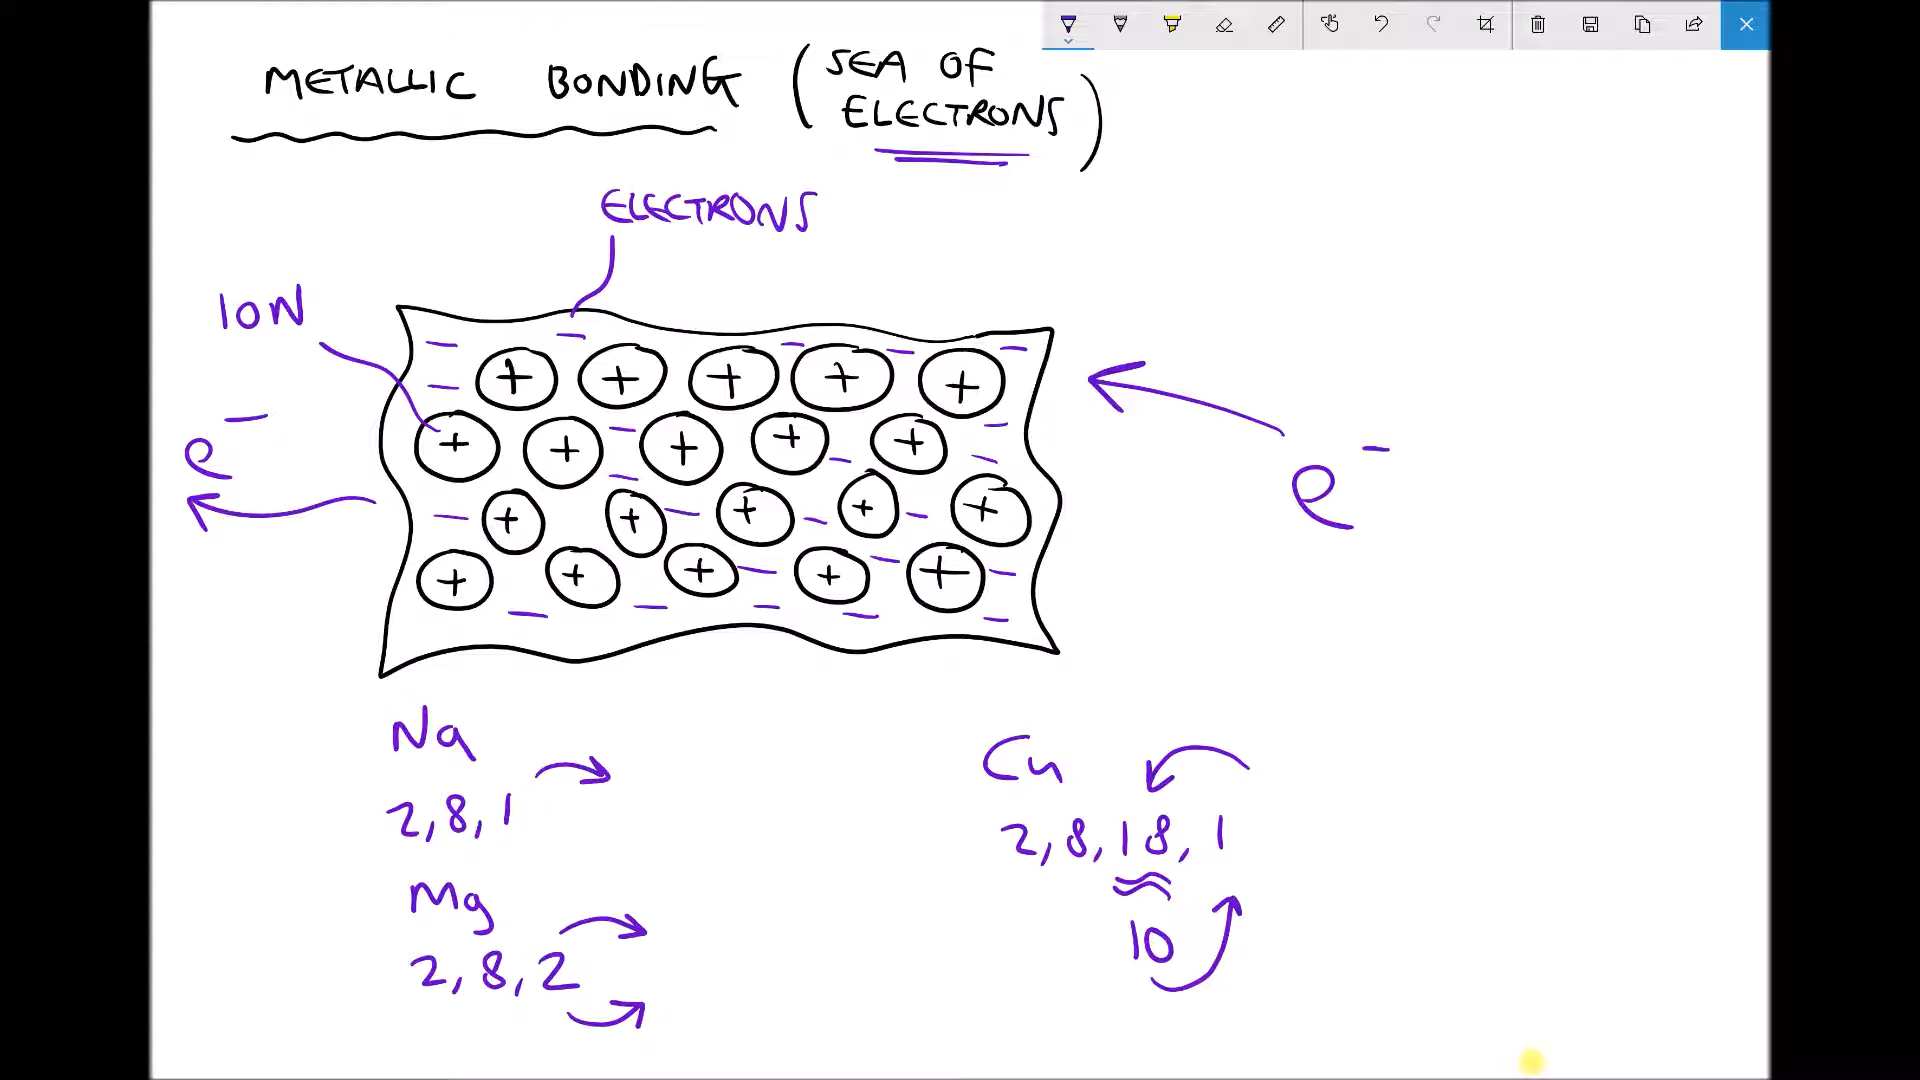 METALLIC BONDING (SEA OF
ELECTRONS)
ELECTRONS
ION
e⁻
e⁻
+ + + + +
+ + + + +
+ + + + +
+ + + + +
Na
2,8,1
Mg
2,8,2
Cu
2,8,18,1
10